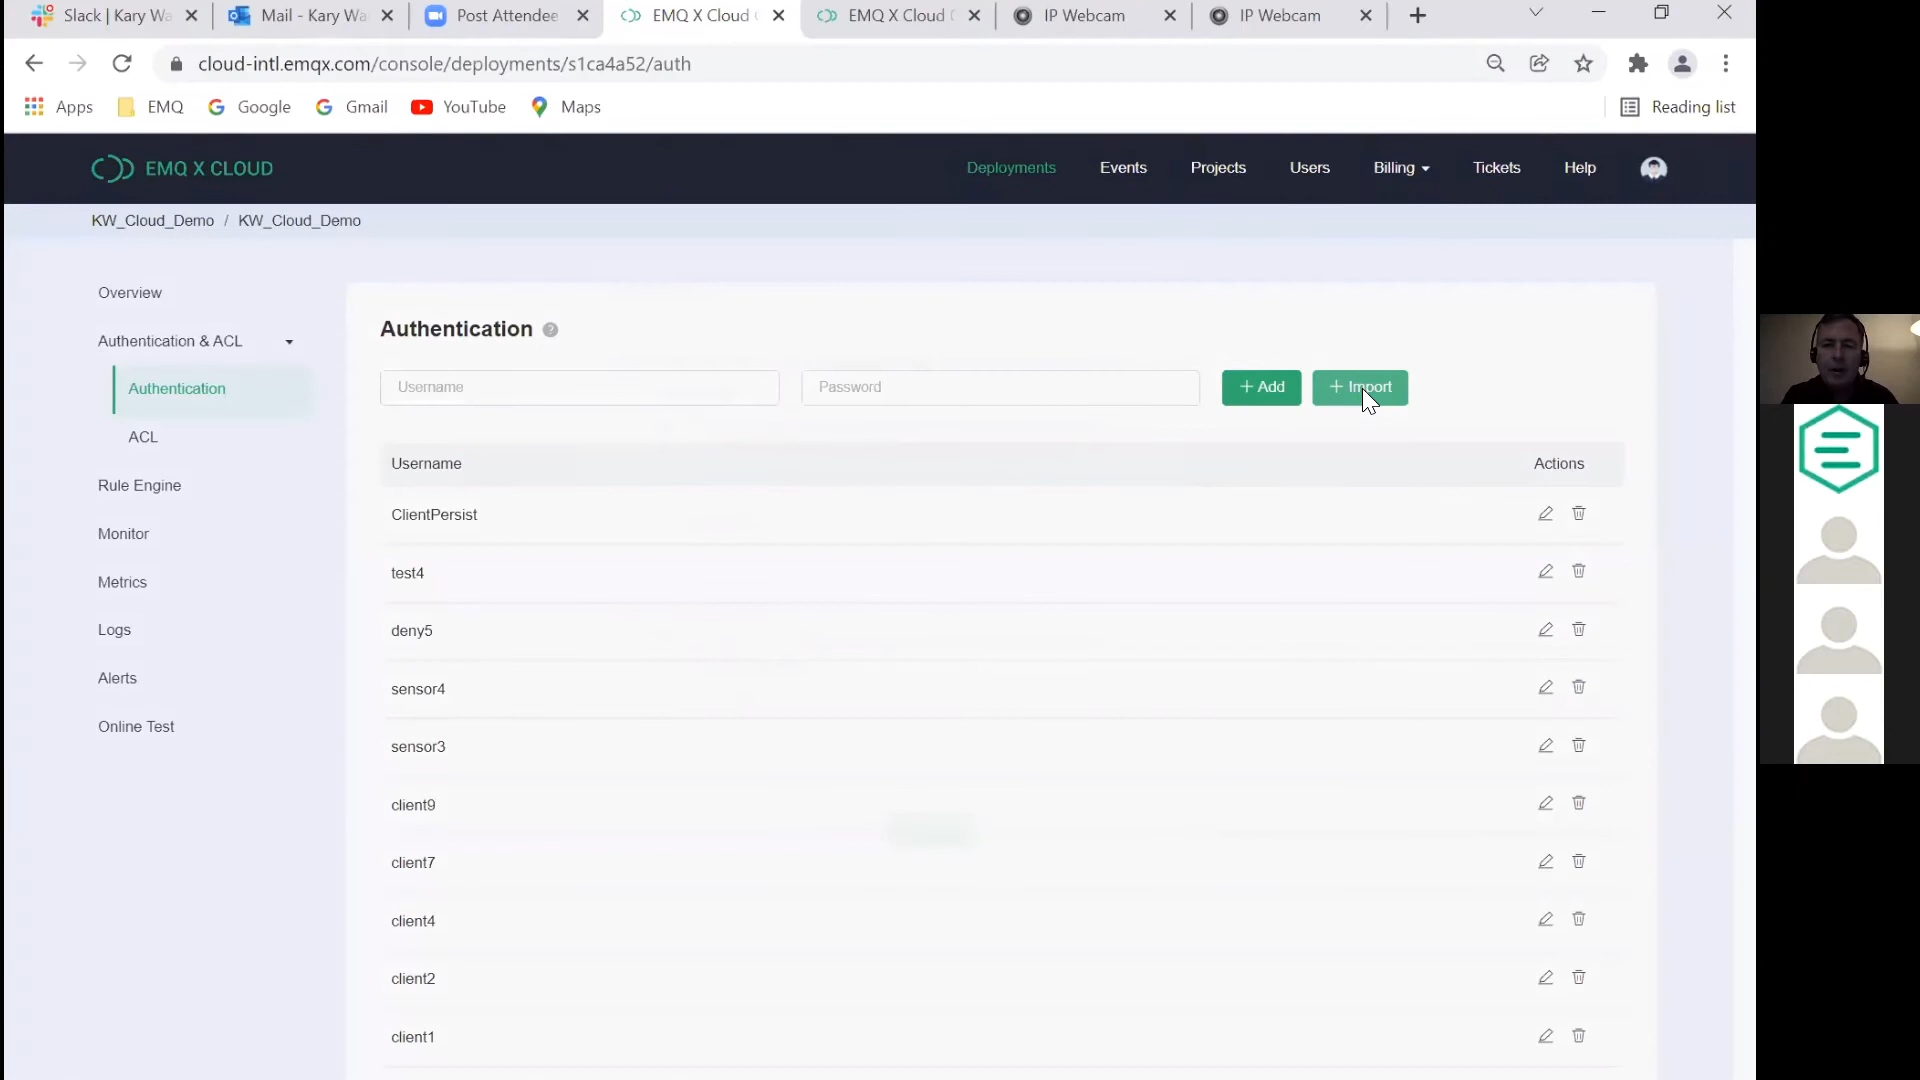 Slack | Kary Wa
Mail - Kary Wa
Post Attendee
EMQ X Cloud
EMQ X Cloud
IP Webcam
IP Webcam
cloud-intl.emqx.com/console/deployments/s1ca4a52/auth
Apps
EMQ
Google
Gmail
YouTube
Maps
Reading list
EMQ X CLOUD
Deployments
Events
Projects
Users
Billing
Tickets
Help
KW_Cloud_Demo / KW_Cloud_Demo
Overview
Authentication & ACL
Authentication
ACL
Rule Engine
Monitor
Metrics
Logs
Alerts
Online Test
Authentication ?
Username
Password
+ Add
+ Import
Username
Actions
ClientPersist
test4
deny5
sensor4
sensor3
client9
client7
client4
client2
client1